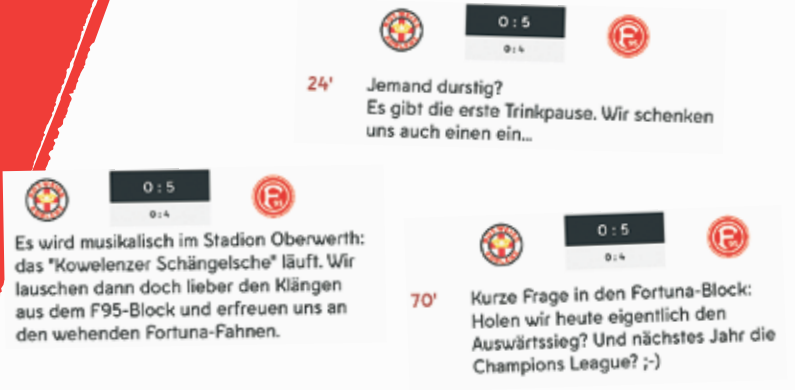 0:5
0:4
24' Jemand durstig?
Es gibt die erste Trinkpause. Wir schenken
uns auch einen ein...
0:5
0:4
Es wird musikalisch im Stadion Oberwerth:
das "Kowelenzer Schängelsche" läuft. Wir
lauschen dann doch lieber den Klängen
aus dem F95-Block und erfreuen uns an
den wehenden Fortuna-Fahnen.
0:5
0:4
70' Kurze Frage in den Fortuna-Block:
Holen wir heute eigentlich den
Auswärtssieg? Und nächstes Jahr die
Champions League? ;-)